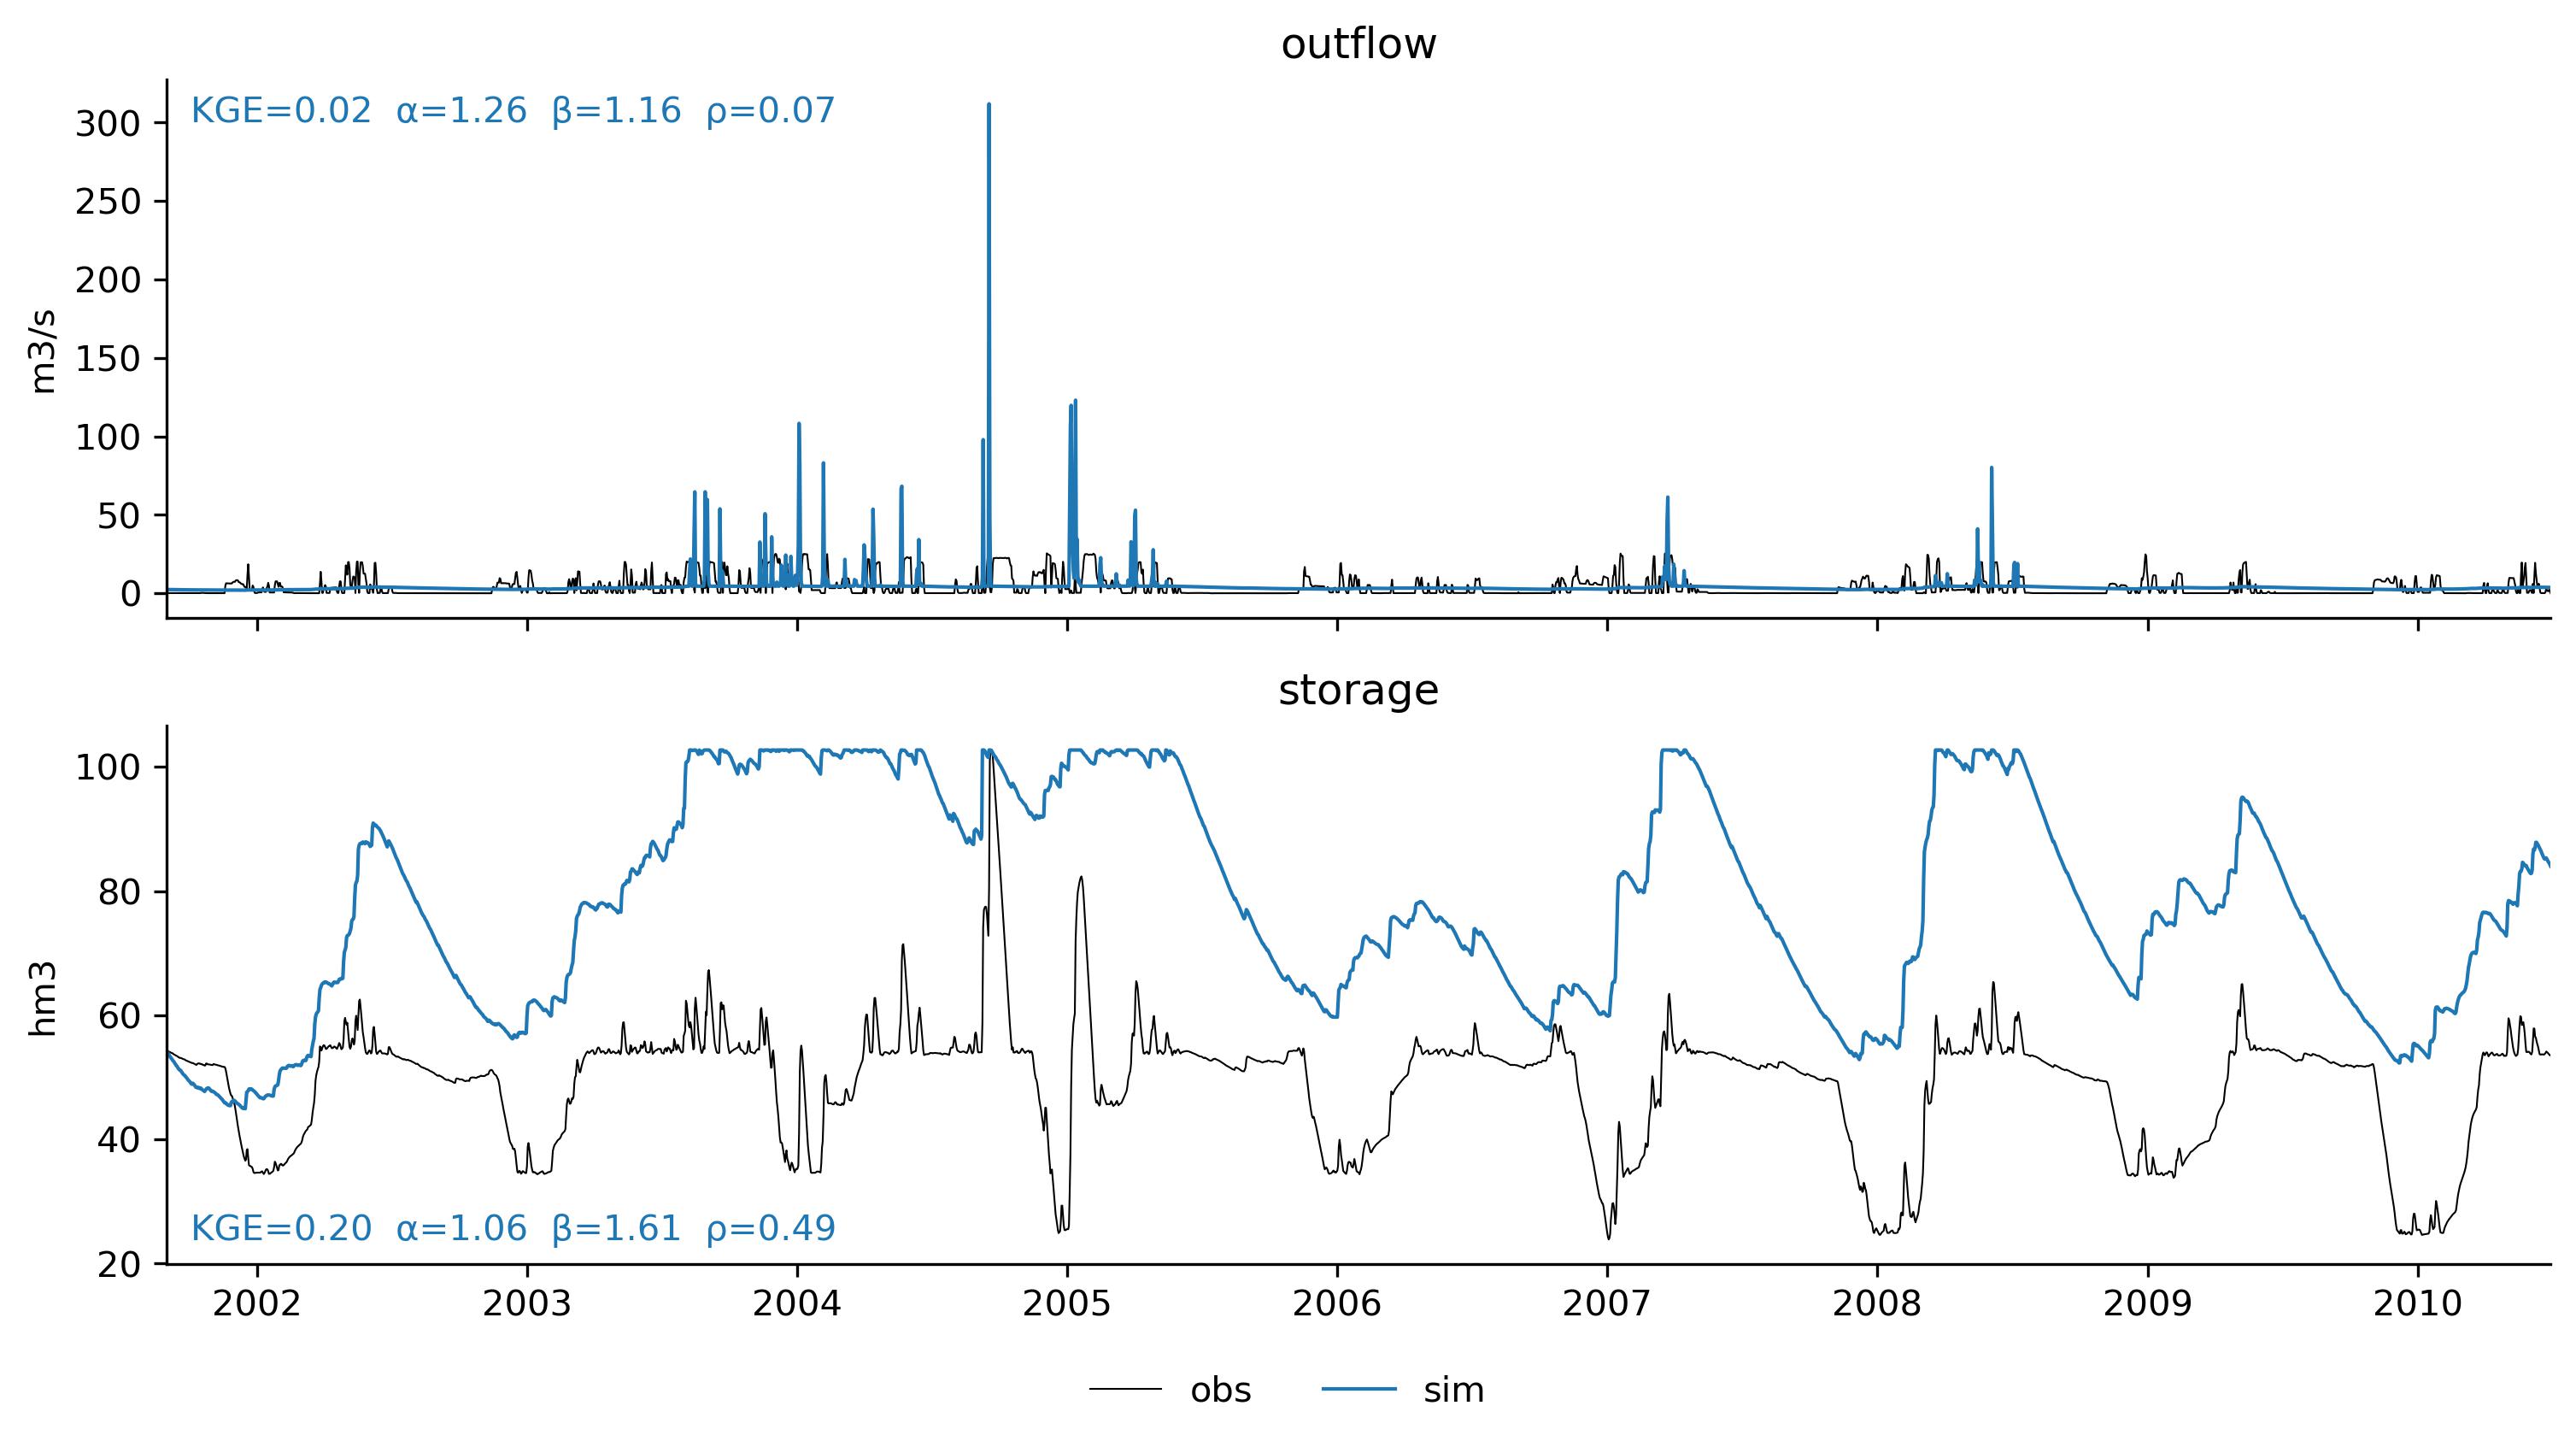 outflow
KGE=0.02 α=1.26 β=1.16 ρ=0.07
300
250
200
150
100
50
0
m3/s
storage
100
80
60
40
20
hm3
KGE=0.20 α=1.06 β=1.61 ρ=0.49
2002 2003 2004 2005 2006 2007 2008 2009 2010
obs sim